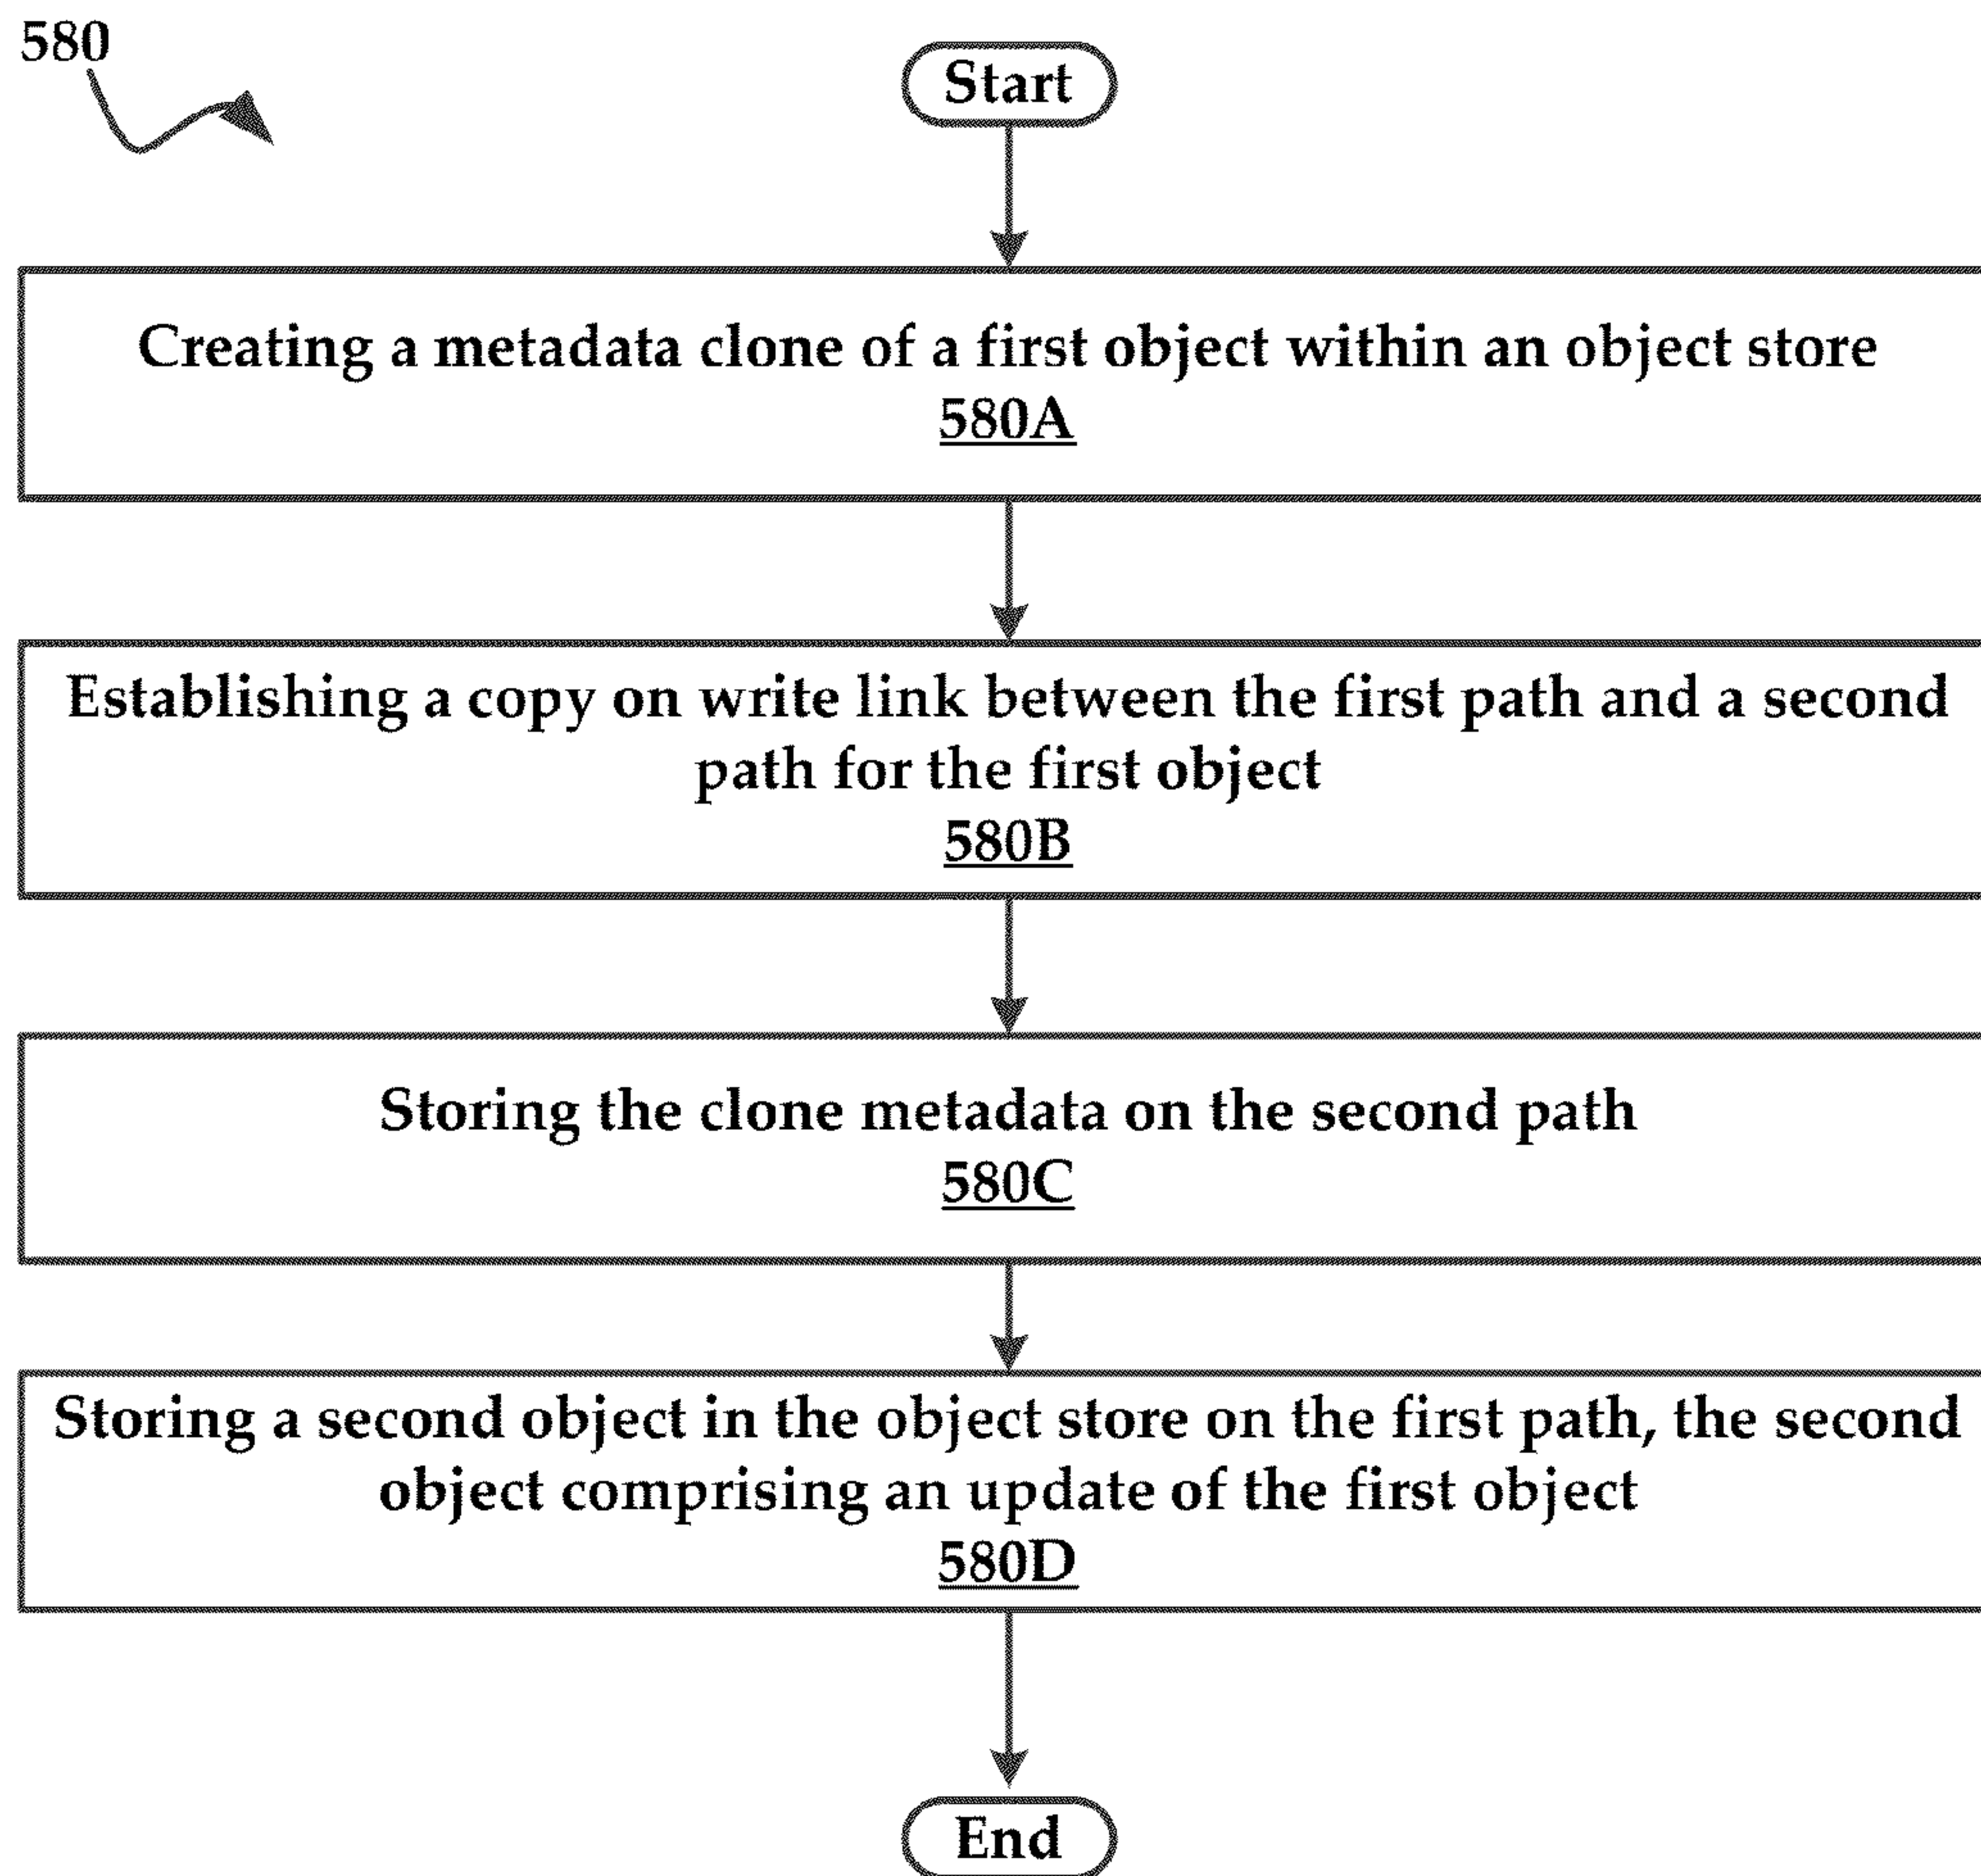 580
Start
Creating a metadata clone of a first object within an object store
580A
Establishing a copy on write link between the first path and a second
path for the first object
580B
Storing the clone metadata on the second path
580C
Storing a second object in the object store on the first path, the second
object comprising an update of the first object
580D
End